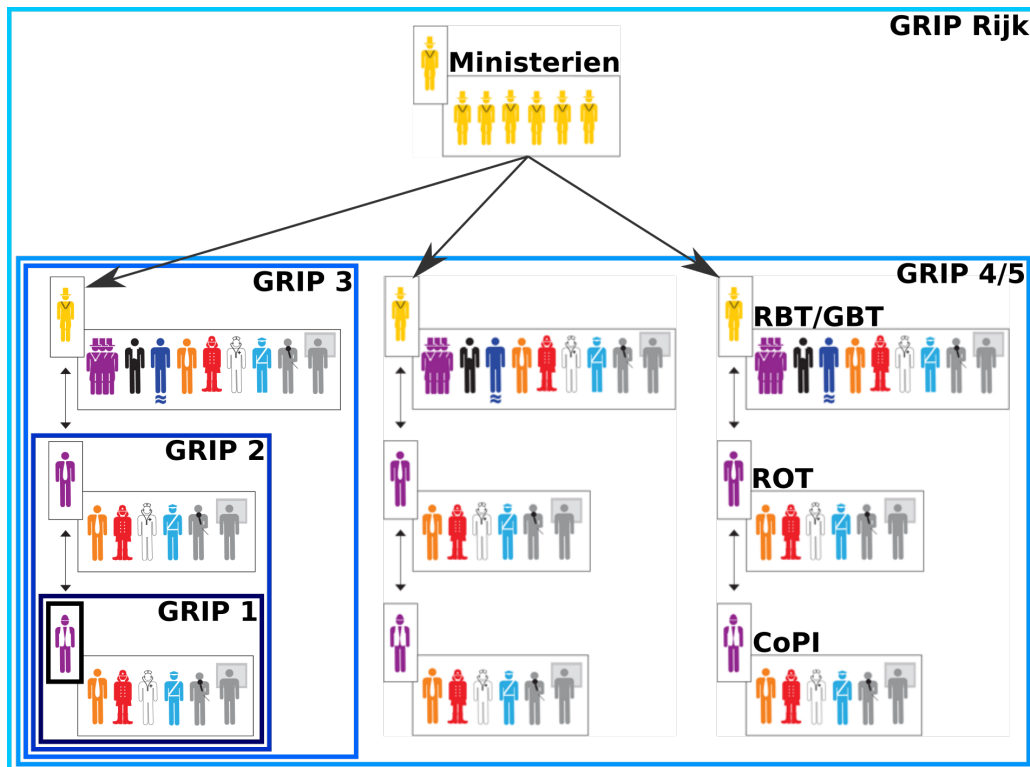 GRIP Rijk
Ministerien
GRIP 3
GRIP 4/5
RBT/GBT
GRIP 2
ROT
GRIP 1
CoPI